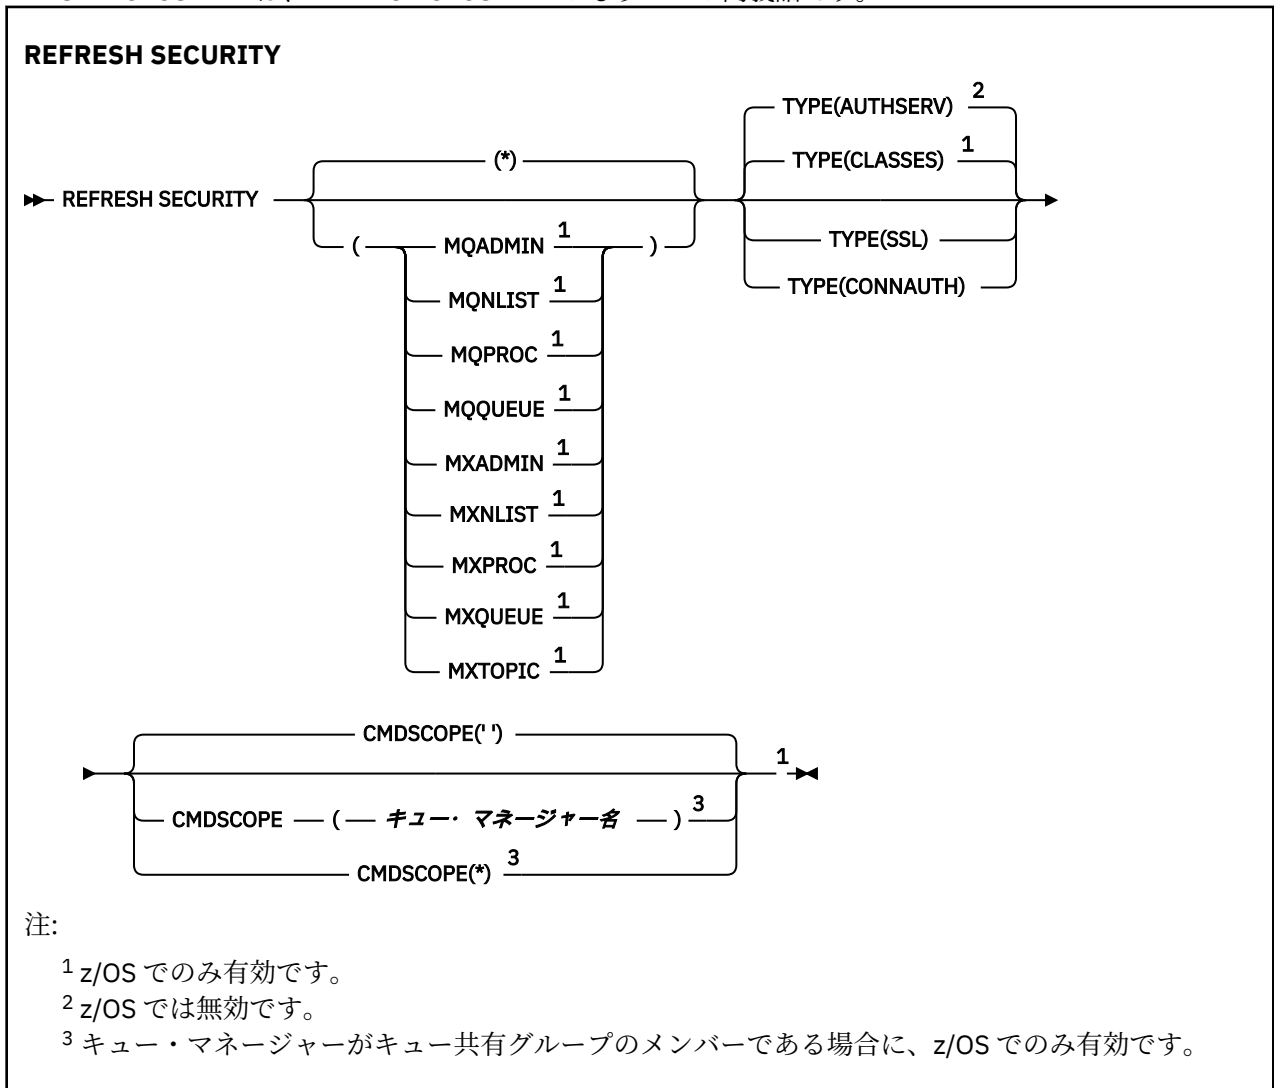 REFRESH SECURITY
(*)
REFRESH SECURITY
( MQADMIN 1 )
MQNLIST 1
MQPROC 1
MQQUEUE 1
MXADMIN 1
MXNLIST 1
MXPROC 1
MXQUEUE 1
MXTOPIC 1
TYPE(AUTHSERV) 2
TYPE(CLASSES) 1
TYPE(SSL)
TYPE(CONNAUTH)
CMDSCOPE(' ')
1
CMDSCOPE ( キュー・マネージャー名 ) 3
CMDSCOPE(*) 3
注:
1 z/OS でのみ有効です。
2 z/OS では無効です。
3 キュー・マネージャーがキュー共有グループのメンバーである場合に、z/OS でのみ有効です。